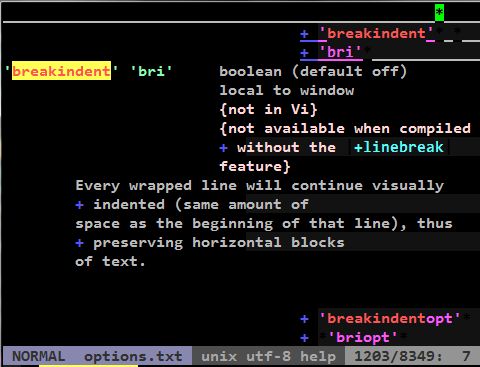 *
+ 'breakindent'* *
+ 'bri'*
'breakindent' 'bri' boolean (default off)
local to window
{not in Vi}
{not available when compiled
+ without the |+linebreak|
feature}
Every wrapped line will continue visually
+ indented (same amount of
space as the beginning of that line), thus
+ preserving horizontal blocks
of text.
+ 'breakindentopt'*
+ *'briopt'*
NORMAL options.txt unix utf-8 help 1203/8349: 7